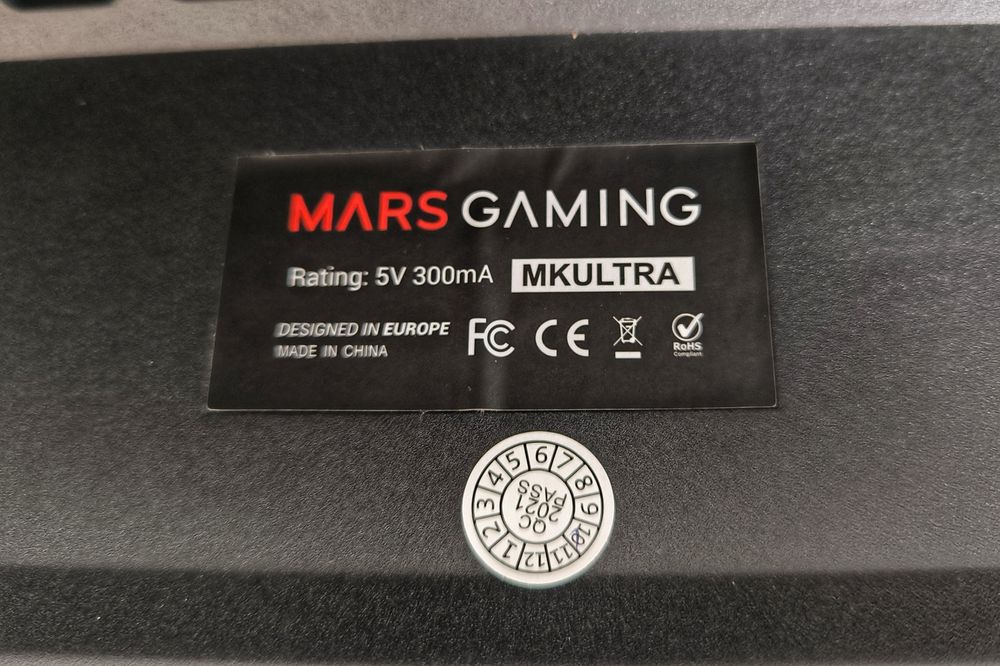 MARS GAMING
Rating: 5V 300mA MKULTRA
DESIGNED IN EUROPE
MADE IN CHINA
FC CE
RoHS
Compliant
1 2 3 4 5 6 7 8 9 10 11 12
QC
2021
PASS